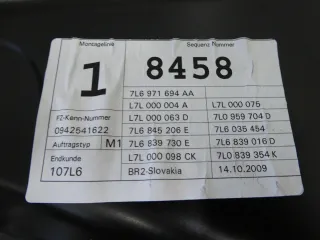 Montagelinie Sequenz Nummer
1 8458
7L6 971 694 AA
L7L 000 004 A L7L 000 075
FZ-Kenn-Nummer L7L 000 063 D 7L0 959 704 D
0942541622 7L6 845 206 E 7L6 035 454
Auftragstyp M1 7L6 839 730 E 7L6 839 016 D
Endkunde L7L 000 098 CK 7L0 839 354 K
107L6 BR2-Slovakia 14.10.2009